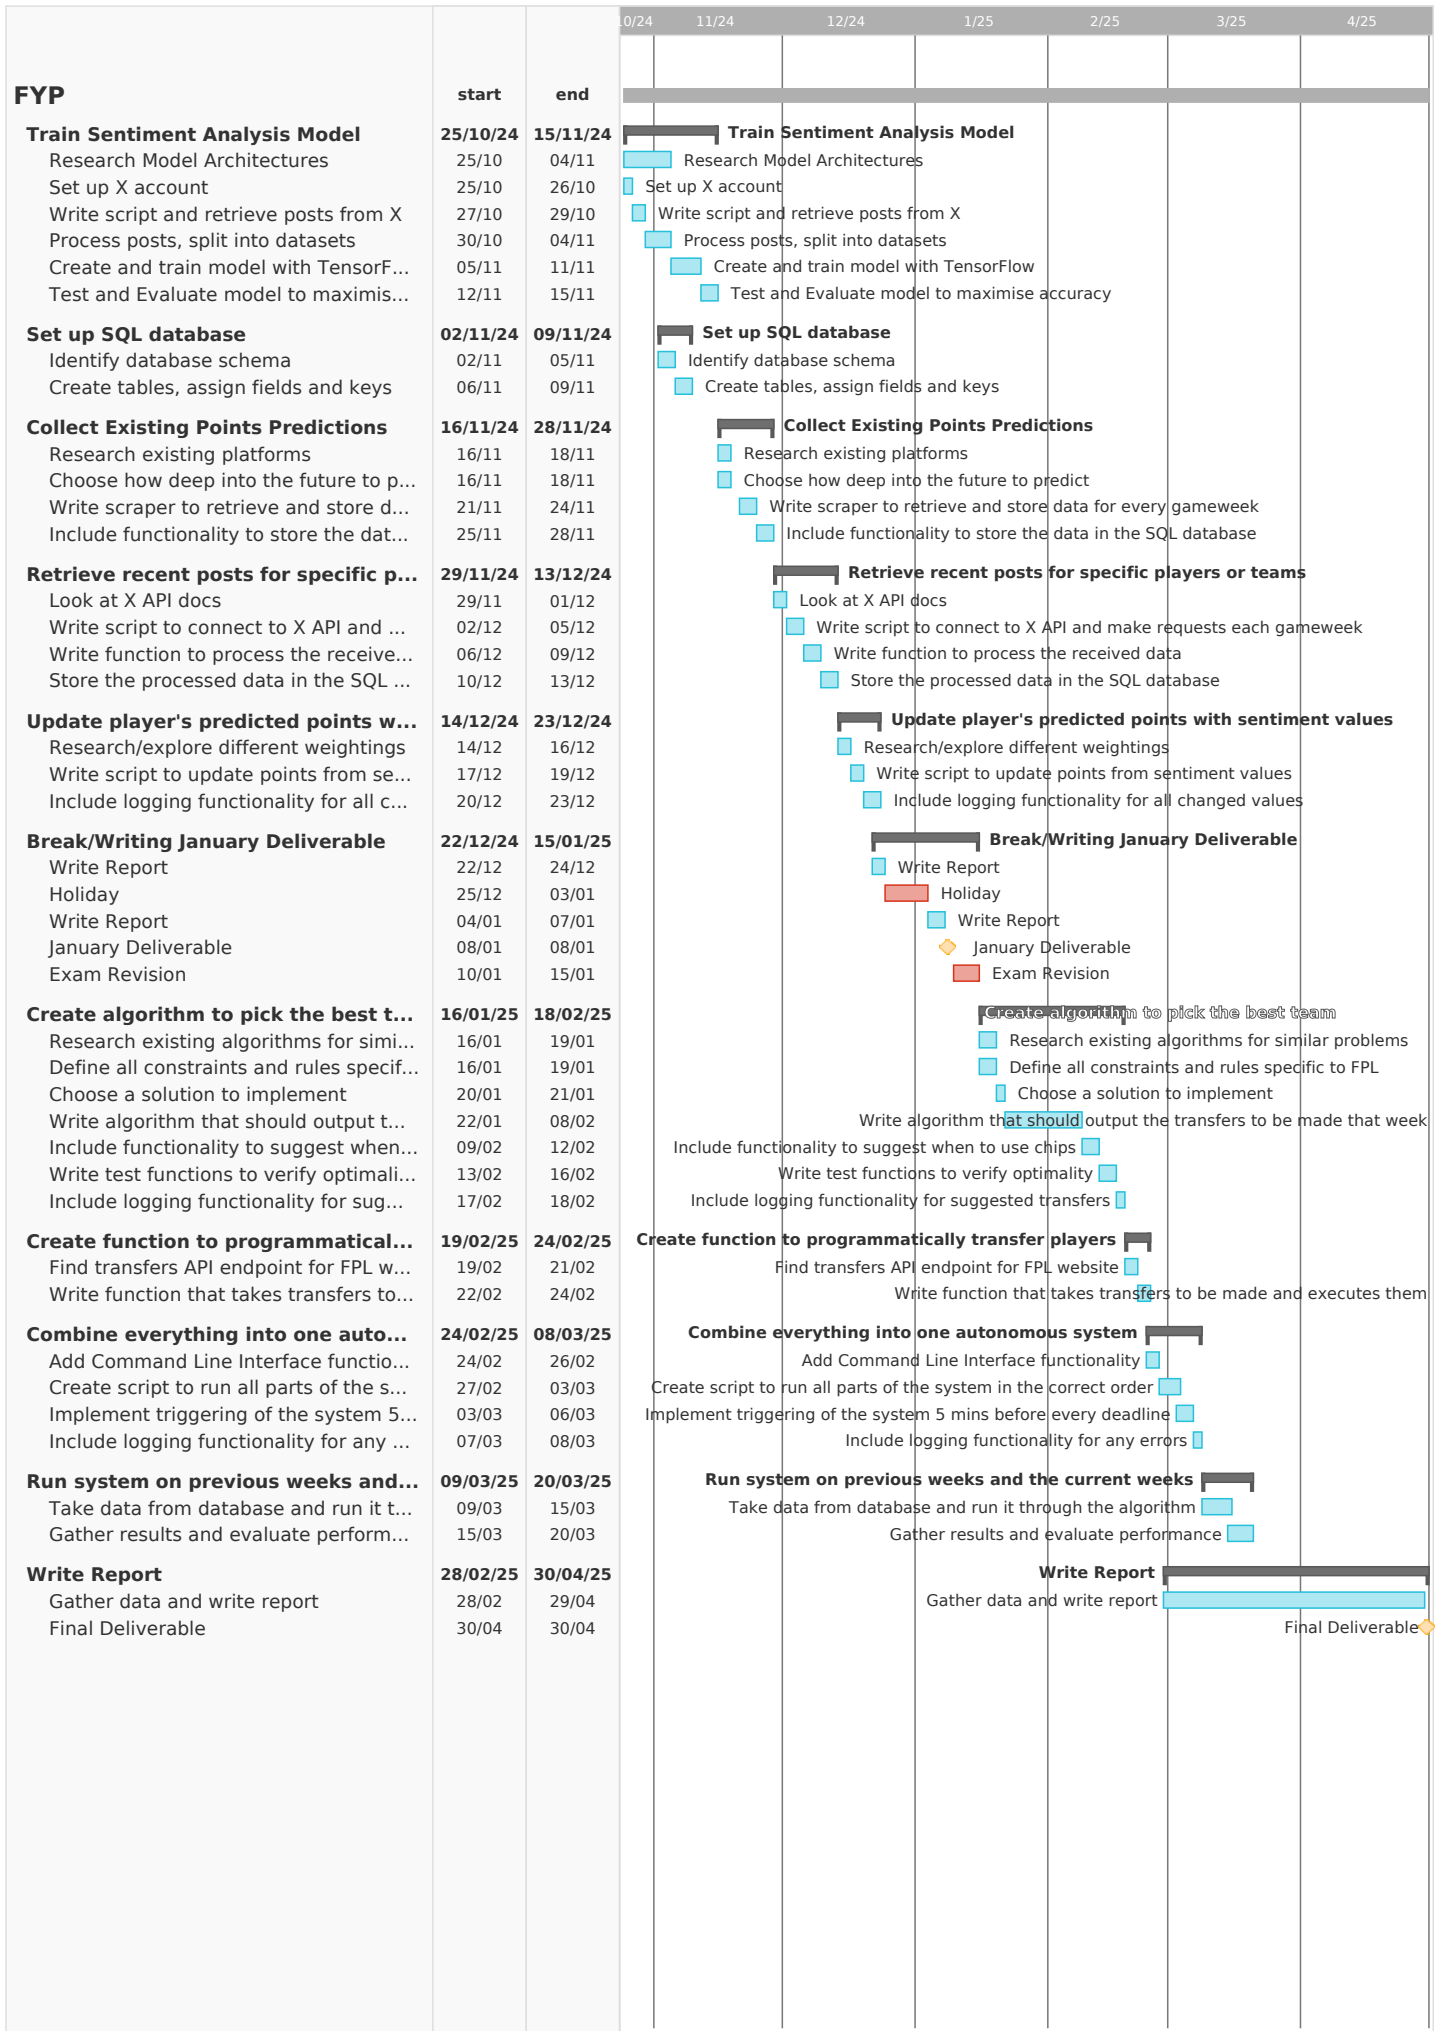 10/24 11/24 12/24 1/25 2/25 3/25 4/25
FYP start end
Train Sentiment Analysis Model 25/10/24 15/11/24 Train Sentiment Analysis Model
Research Model Architectures 25/10 04/11 Research Model Architectures
Set up X account 25/10 26/10 Set up X account
Write script and retrieve posts from X 27/10 29/10 Write script and retrieve posts from X
Process posts, split into datasets 30/10 04/11 Process posts, split into datasets
Create and train model with TensorF... 05/11 11/11 Create and train model with TensorFlow
Test and Evaluate model to maximis... 12/11 15/11 Test and Evaluate model to maximise accuracy
Set up SQL database 02/11/24 09/11/24 Set up SQL database
Identify database schema 02/11 05/11 Identify database schema
Create tables, assign fields and keys 06/11 09/11 Create tables, assign fields and keys
Collect Existing Points Predictions 16/11/24 28/11/24 Collect Existing Points Predictions
Research existing platforms 16/11 18/11 Research existing platforms
Choose how deep into the future to p... 16/11 18/11 Choose how deep into the future to predict
Write scraper to retrieve and store d... 21/11 24/11 Write scraper to retrieve and store data for every gameweek
Include functionality to store the dat... 25/11 28/11 Include functionality to store the data in the SQL database
Retrieve recent posts for specific p... 29/11/24 13/12/24 Retrieve recent posts for specific players or teams
Look at X API docs 29/11 01/12 Look at X API docs
Write script to connect to X API and ... 02/12 05/12 Write script to connect to X API and make requests each gameweek
Write function to process the receive... 06/12 09/12 Write function to process the received data
Store the processed data in the SQL ... 10/12 13/12 Store the processed data in the SQL database
Update player's predicted points w... 14/12/24 23/12/24 Update player's predicted points with sentiment values
Research/explore different weightings 14/12 16/12 Research/explore different weightings
Write script to update points from se... 17/12 19/12 Write script to update points from sentiment values
Include logging functionality for all c... 20/12 23/12 Include logging functionality for all changed values
Break/Writing January Deliverable 22/12/24 15/01/25 Break/Writing January Deliverable
Write Report 22/12 24/12 Write Report
Holiday 25/12 03/01 Holiday
Write Report 04/01 07/01 Write Report
January Deliverable 08/01 08/01 January Deliverable
Exam Revision 10/01 15/01 Exam Revision
Create algorithm to pick the best t... 16/01/25 18/02/25 Create algorithm to pick the best team
Research existing algorithms for simi... 16/01 19/01 Research existing algorithms for similar problems
Define all constraints and rules specif... 16/01 19/01 Define all constraints and rules specific to FPL
Choose a solution to implement 20/01 21/01 Choose a solution to implement
Write algorithm that should output t... 22/01 08/02 Write algorithm that should output the transfers to be made that week
Include functionality to suggest when... 09/02 12/02 Include functionality to suggest when to use chips
Write test functions to verify optimali... 13/02 16/02 Write test functions to verify optimality
Include logging functionality for sug... 17/02 18/02 Include logging functionality for suggested transfers
Create function to programmatical... 19/02/25 24/02/25 Create function to programmatically transfer players
Find transfers API endpoint for FPL w... 19/02 21/02 Find transfers API endpoint for FPL website
Write function that takes transfers to... 22/02 24/02 Write function that takes transfers to be made and executes them
Combine everything into one auto... 24/02/25 08/03/25 Combine everything into one autonomous system
Add Command Line Interface functio... 24/02 26/02 Add Command Line Interface functionality
Create script to run all parts of the s... 27/02 03/03 Create script to run all parts of the system in the correct order
Implement triggering of the system 5... 03/03 06/03 Implement triggering of the system 5 mins before every deadline
Include logging functionality for any ... 07/03 08/03 Include logging functionality for any errors
Run system on previous weeks and... 09/03/25 20/03/25 Run system on previous weeks and the current weeks
Take data from database and run it t... 09/03 15/03 Take data from database and run it through the algorithm
Gather results and evaluate perform... 15/03 20/03 Gather results and evaluate performance
Write Report 28/02/25 30/04/25 Write Report
Gather data and write report 28/02 29/04 Gather data and write report
Final Deliverable 30/04 30/04 Final Deliverable